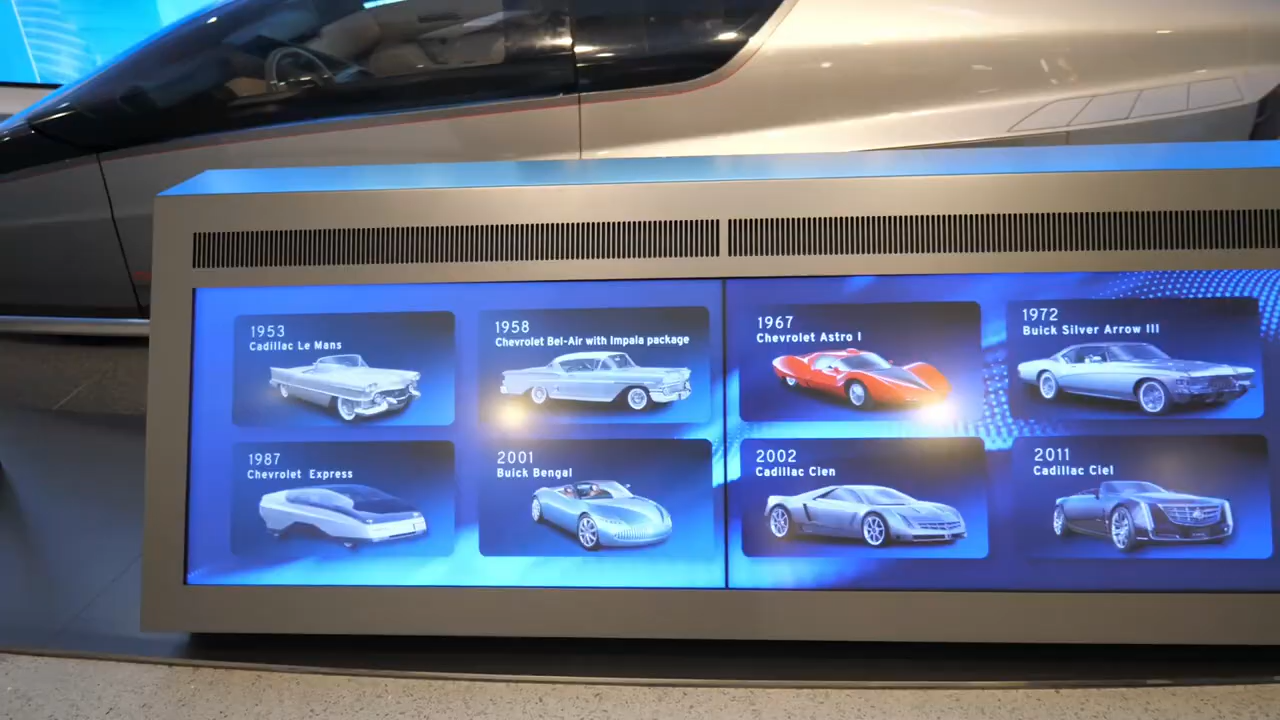 1953
Cadillac Le Mans
1958
Chevrolet Bel-Air with Impala package
1967
Chevrolet Astro I
1972
Buick Silver Arrow III
1987
Chevrolet Express
2001
Buick Bengal
2002
Cadillac Cien
2011
Cadillac Ciel